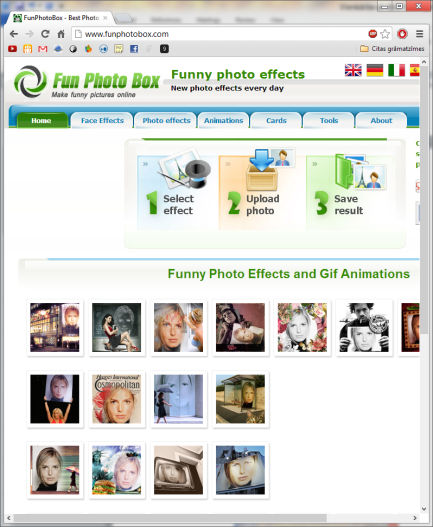 FunPhotoBox - Best Photo
www.funphotobox.com
Citas grāmatzīmes
Fun Photo Box
Make funny pictures online
Funny photo effects
New photo effects every day
Home
Face Effects
Photo effects
Animations
Cards
Tools
About
1 Select effect
2 Upload photo
3 Save result
Funny Photo Effects and Gif Animations
Cosmopolitan